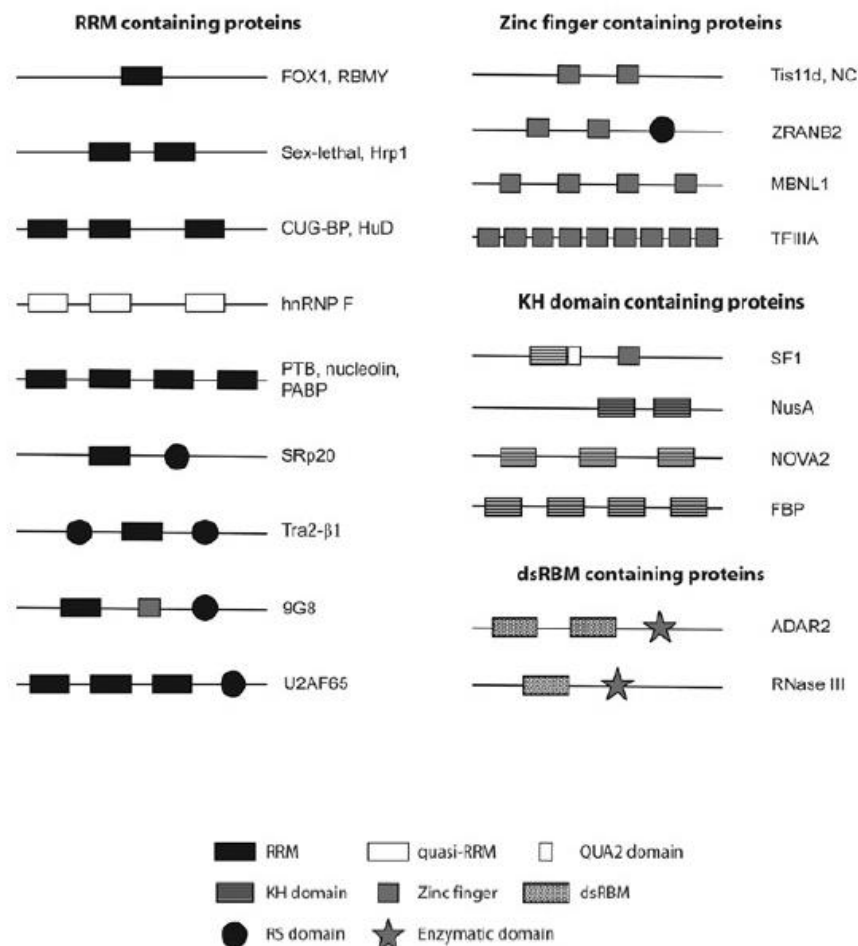 RRM containing proteins
FOX1, RBMY
Sex-lethal, Hrp1
CUG-BP, HuD
hnRNP F
PTB, nucleolin,
PABP
SRp20
Tra2-β1
9G8
U2AF65
Zinc finger containing proteins
Tis11d, NC
ZRANB2
MBNL1
TFIIIA
KH domain containing proteins
SF1
NusA
NOVA2
FBP
dsRBM containing proteins
ADAR2
RNase III
RRM
quasi-RRM
QUA2 domain
KH domain
Zinc finger
dsRBM
RS domain
Enzymatic domain